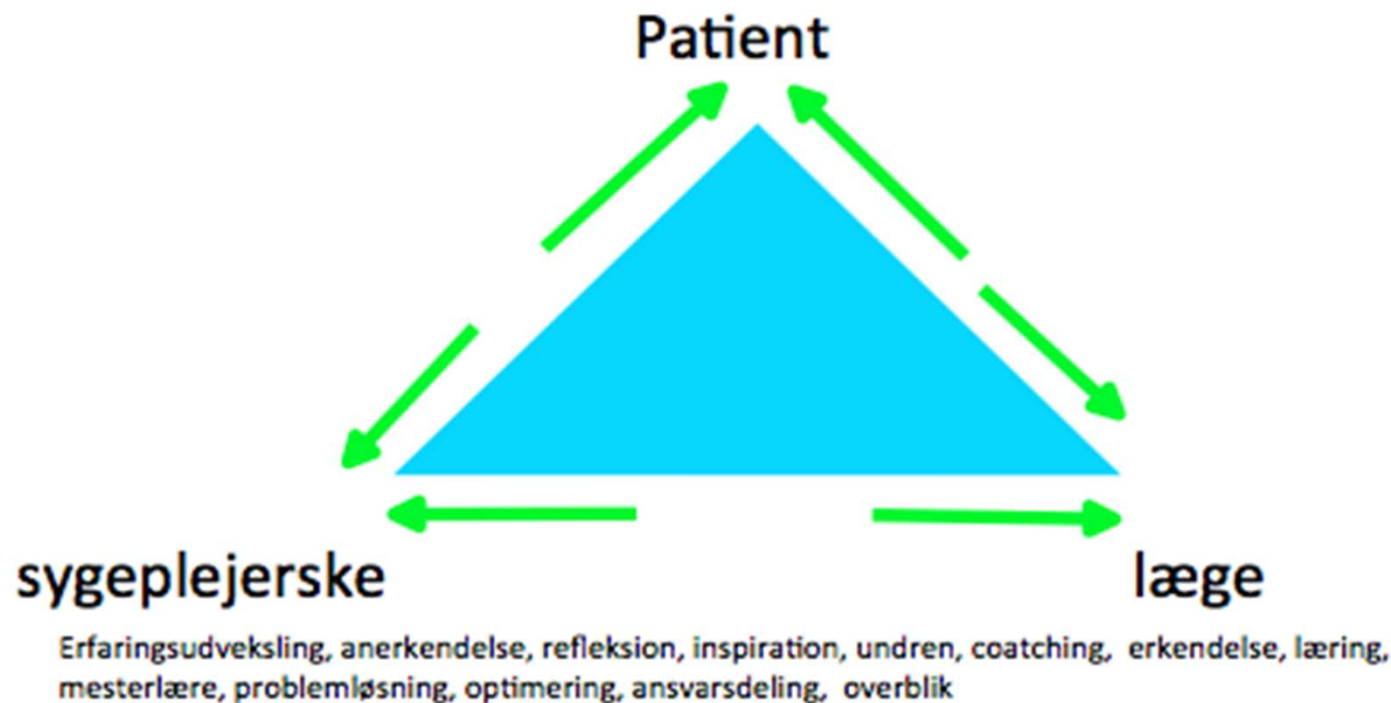 Patient
sygeplejerske
læge
Erfaringsudveksling, anerkendelse, refleksion, inspiration, undren, coatching, erkendelse, læring,
mesterlære, problemløsning, optimering, ansvarsdeling, overblik